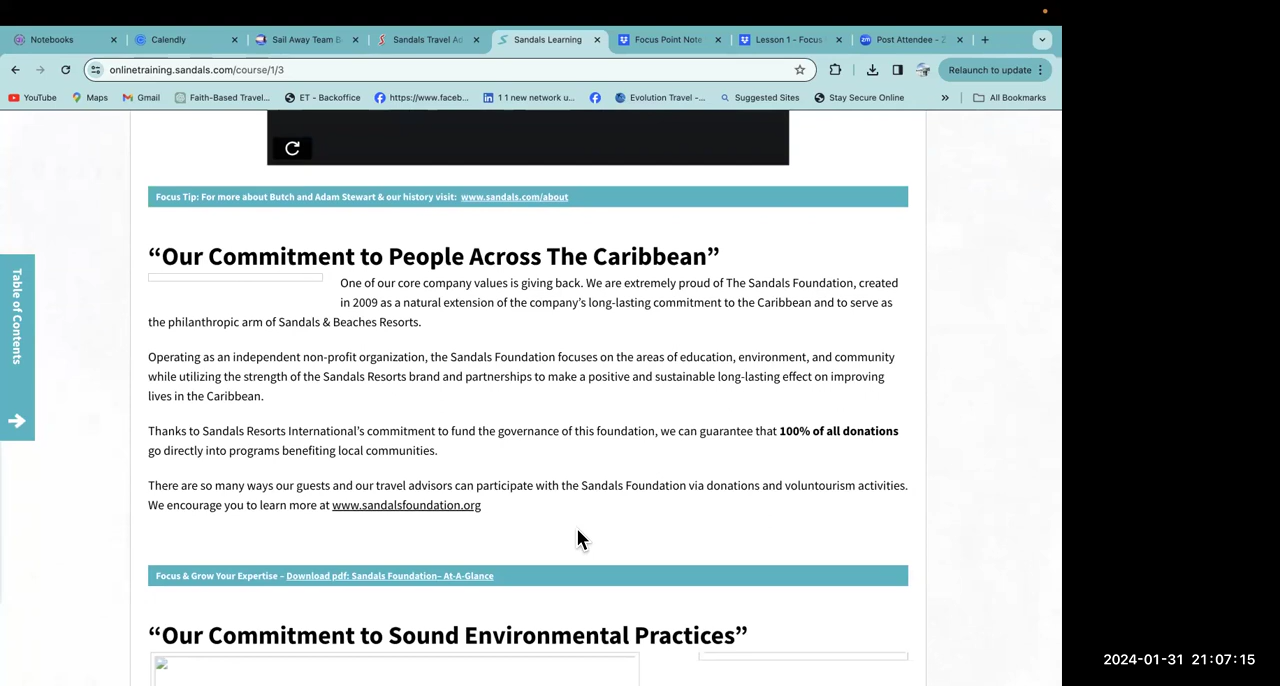 Notebooks
Calendly
Sail Away Team B
Sandals Travel Ad
Sandals Learning
Focus Point Note
Lesson 1 - Focus
zm Post Attendee - Z
onlinetraining.sandals.com/course/1/3
Relaunch to update
YouTube
Maps
Gmail
Faith-Based Travel...
ET - Backoffice
https://www.faceb...
1 1 new network u...
Evolution Travel –...
Suggested Sites
Stay Secure Online
All Bookmarks
Focus Tip: For more about Butch and Adam Stewart & our history visit: www.sandals.com/about
“Our Commitment to People Across The Caribbean”
One of our core company values is giving back. We are extremely proud of The Sandals Foundation, created
in 2009 as a natural extension of the company’s long-lasting commitment to the Caribbean and to serve as
the philanthropic arm of Sandals & Beaches Resorts.
Operating as an independent non-profit organization, the Sandals Foundation focuses on the areas of education, environment, and community
while utilizing the strength of the Sandals Resorts brand and partnerships to make a positive and sustainable long-lasting effect on improving
lives in the Caribbean.
Thanks to Sandals Resorts International’s commitment to fund the governance of this foundation, we can guarantee that 100% of all donations
go directly into programs benefiting local communities.
There are so many ways our guests and our travel advisors can participate with the Sandals Foundation via donations and voluntourism activities.
We encourage you to learn more at www.sandalsfoundation.org
Focus & Grow Your Expertise – Download pdf: Sandals Foundation– At-A-Glance
“Our Commitment to Sound Environmental Practices”
Table of Contents
2024-01-31 21:07:15